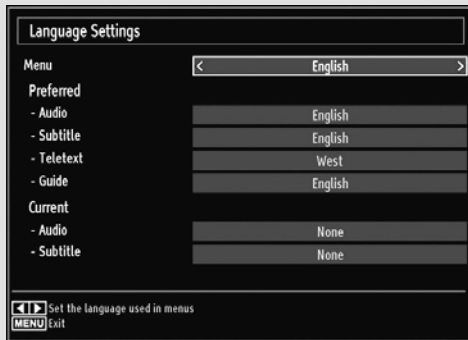 Language Settings
Menu < English >
Preferred
- Audio English
- Subtitle English
- Teletext West
- Guide English
Current
- Audio None
- Subtitle None
Set the language used in menus
MENU Exit